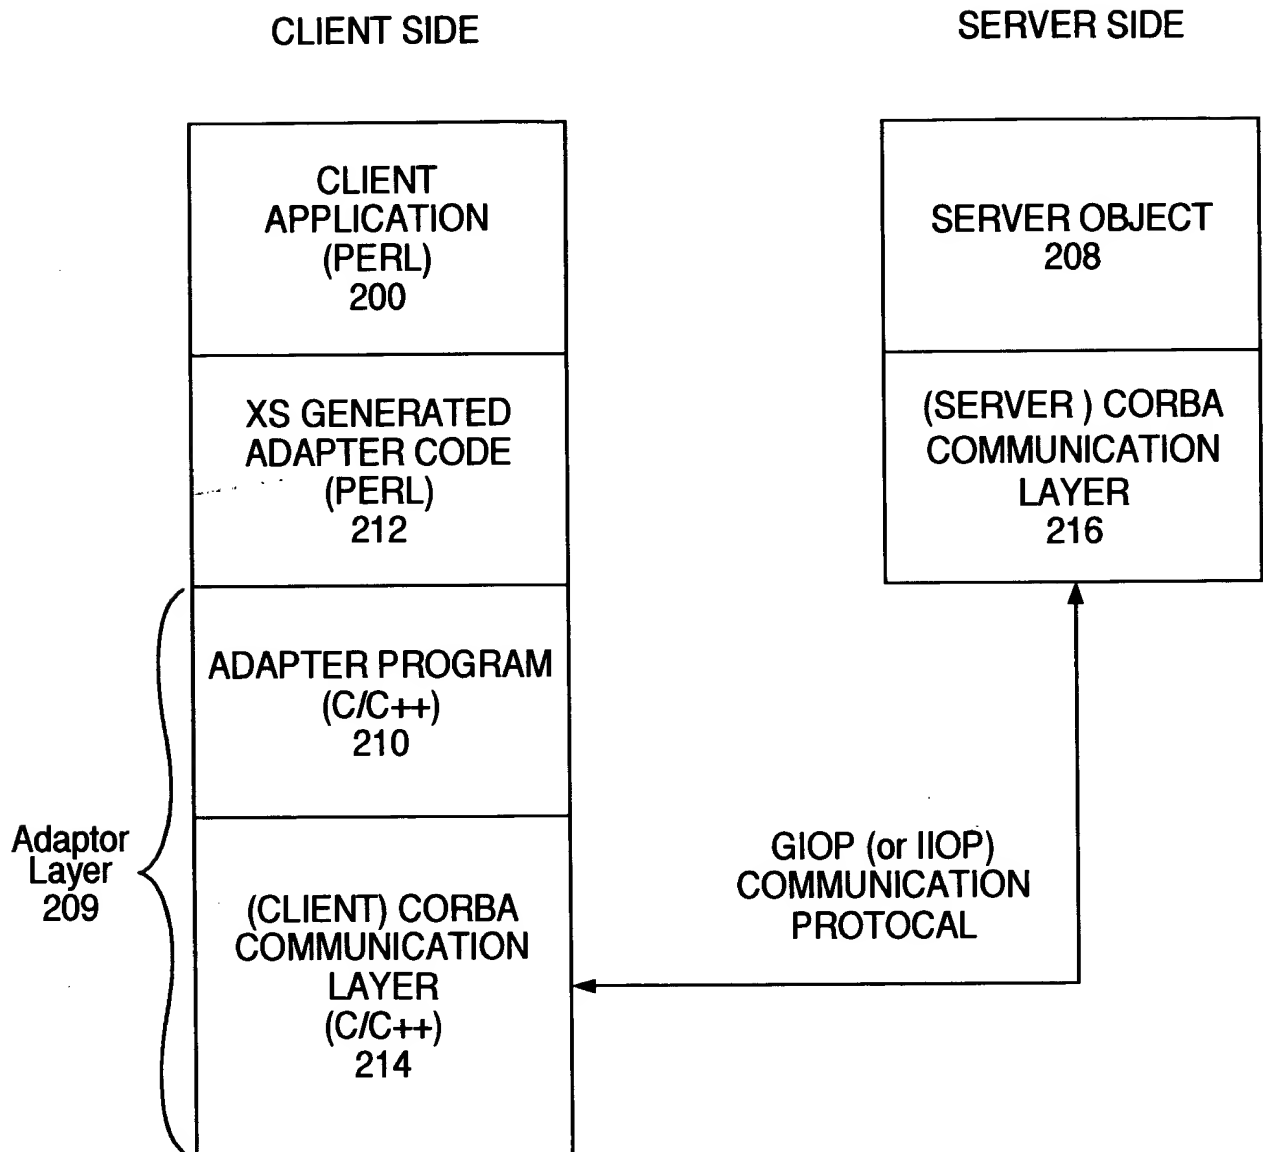 CLIENT SIDE
SERVER SIDE
CLIENT
APPLICATION
(PERL)
200
XS GENERATED
ADAPTER CODE
(PERL)
212
ADAPTER PROGRAM
(C/C++)
210
(CLIENT) CORBA
COMMUNICATION
LAYER
(C/C++)
214
Adaptor
Layer
209
SERVER OBJECT
208
(SERVER ) CORBA
COMMUNICATION
LAYER
216
GIOP (or IIOP)
COMMUNICATION
PROTOCAL